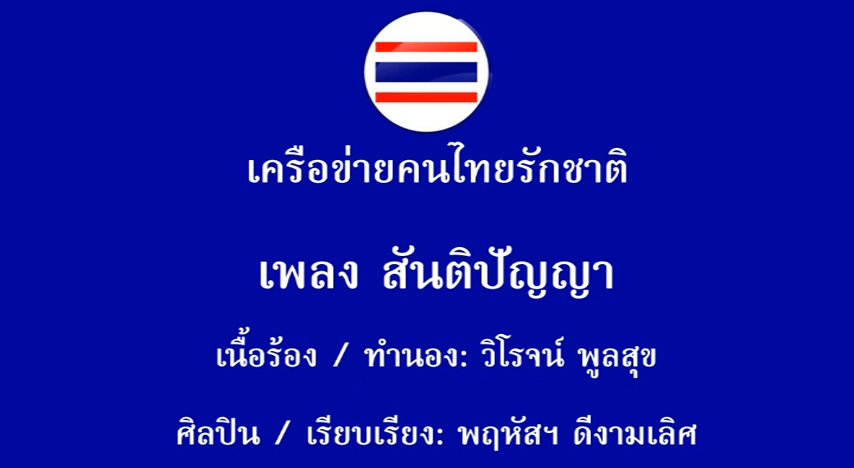 เครือข่ายคนไทยรักชาติ
เพลง สันติปัญญา
เนื้อร้อง / ทำนอง: วิโรจน์ พูลสุข
ศิลปิน / เรียบเรียง: พฤหัสฯ ดีงามเลิศ